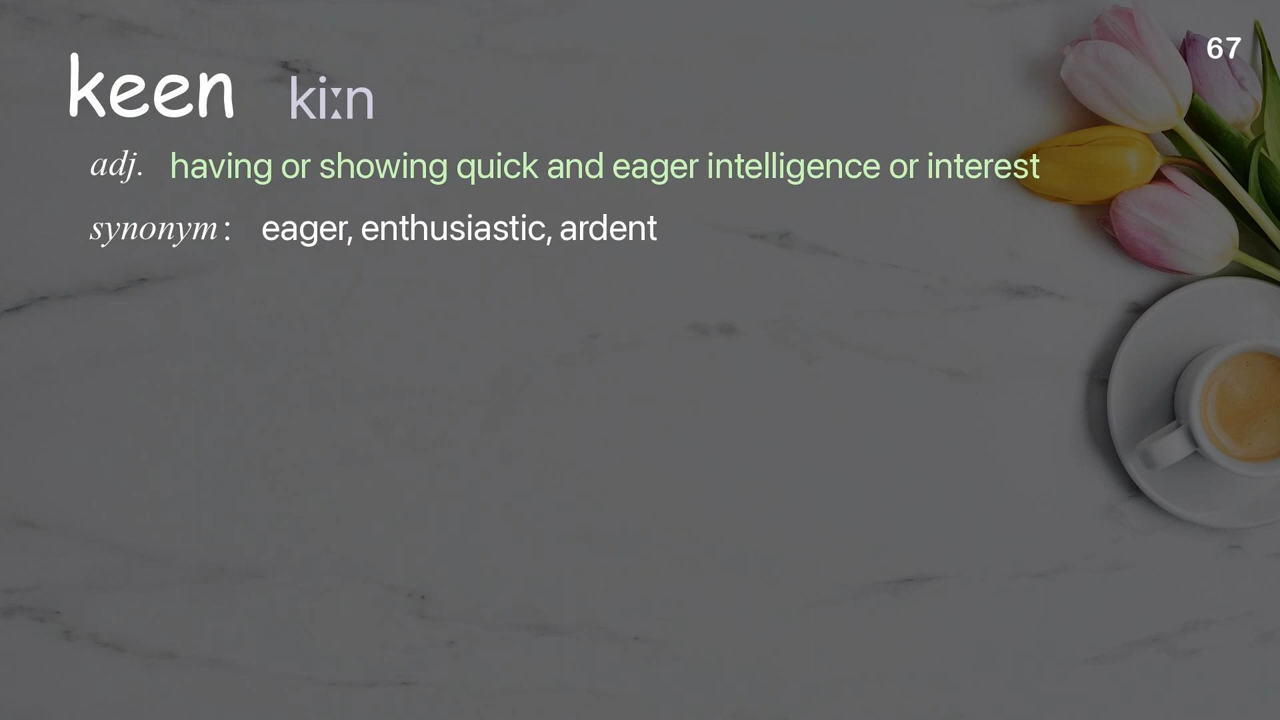 67
keen kiːn
adj. having or showing quick and eager intelligence or interest
synonym : eager, enthusiastic, ardent